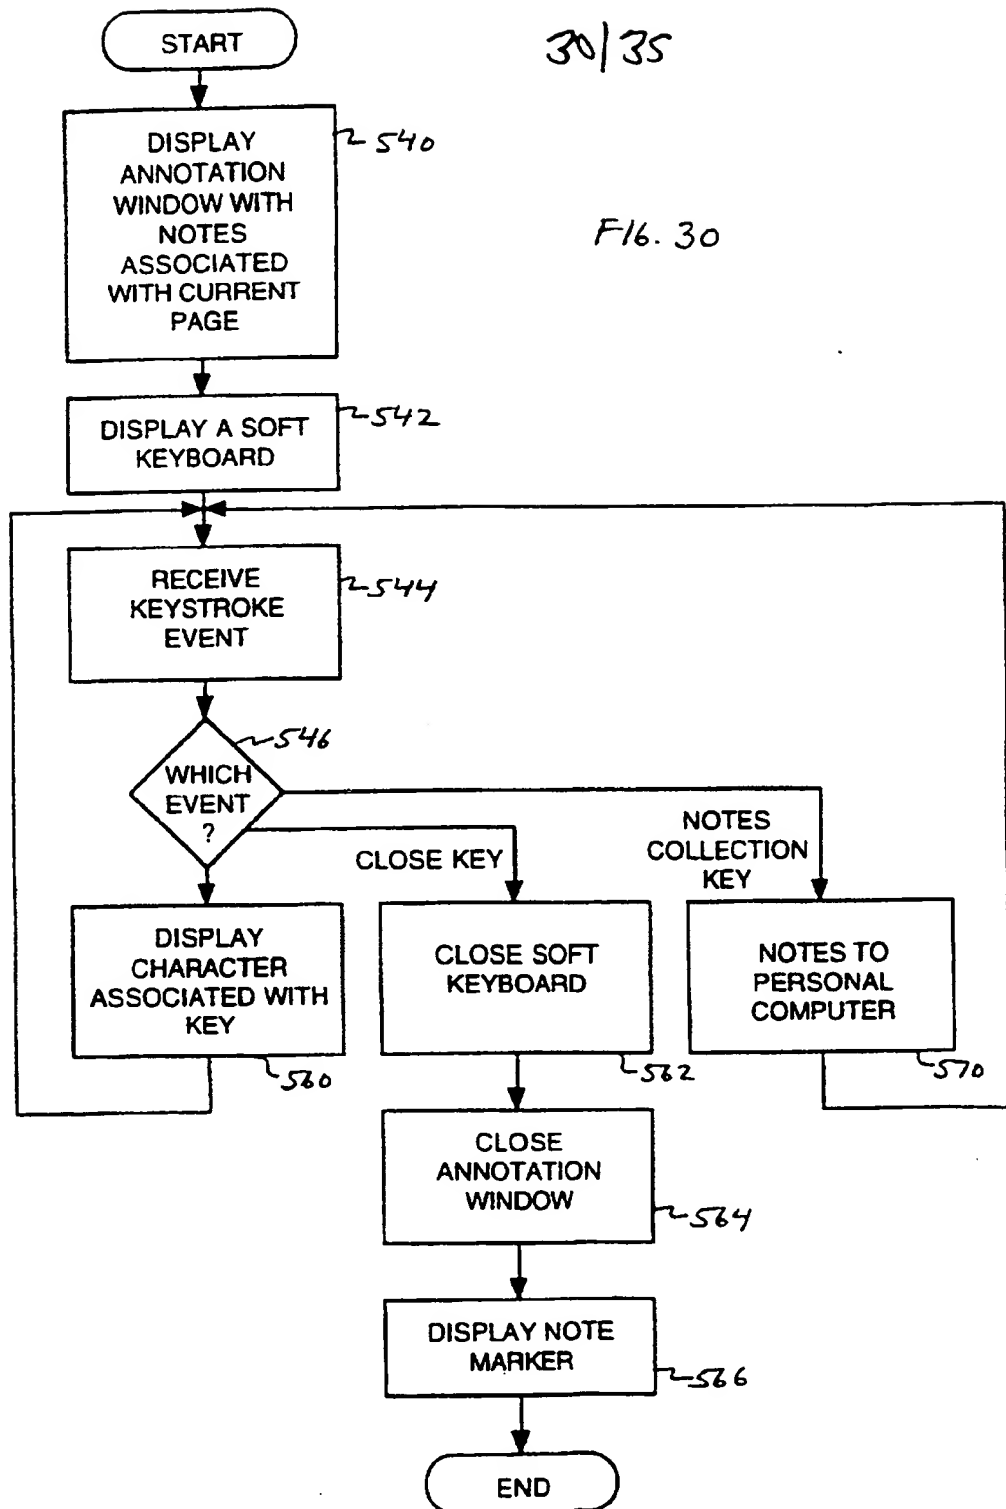 START
30/35
DISPLAY
ANNOTATION
WINDOW WITH
NOTES
ASSOCIATED
WITH CURRENT
PAGE
540
FIG. 30
DISPLAY A SOFT
KEYBOARD
542
RECEIVE
KEYSTROKE
EVENT
544
WHICH
EVENT
?
546
CLOSE KEY
NOTES
COLLECTION
KEY
DISPLAY
CHARACTER
ASSOCIATED WITH
KEY
560
CLOSE SOFT
KEYBOARD
562
NOTES TO
PERSONAL
COMPUTER
570
CLOSE
ANNOTATION
WINDOW
564
DISPLAY NOTE
MARKER
566
END